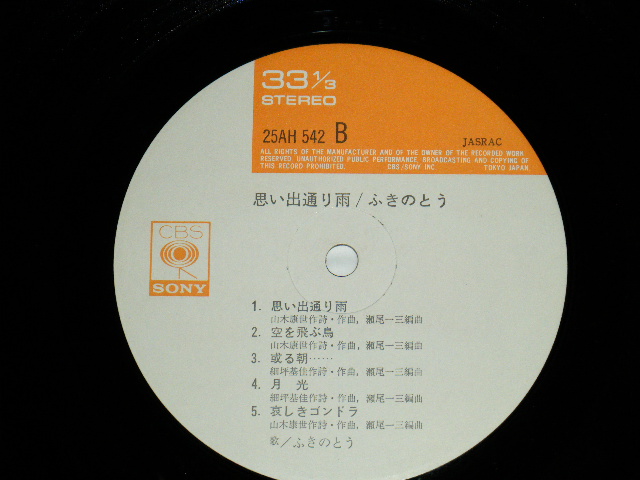 33 1/3
STEREO
25AH 542 B
JASRAC
ALL RIGHTS OF THE MANUFACTURER AND OF THE OWNER OF THE RECORDED WORK
RESERVED. UNAUTHORIZED PUBLIC PERFORMANCE, BROADCASTING AND COPYING OF
THIS RECORD PROHIBITED. CBS/SONY INC. TOKYO JAPAN.
思い出通り雨/ふきのとう
CBS
SONY
1. 思い出通り雨
山木康世作詩・作曲, 瀬尾一三編曲
2. 空を飛ぶ鳥
山木康世作詩・作曲, 瀬尾一三編曲
3. 或る朝……
細坪基佳作詩・作曲, 瀬尾一三編曲
4. 月 光
細坪基佳作詩・作曲, 瀬尾一三編曲
5. 哀しきゴンドラ
山木康世作詩・作曲, 瀬尾一三編曲
歌/ふきのとう